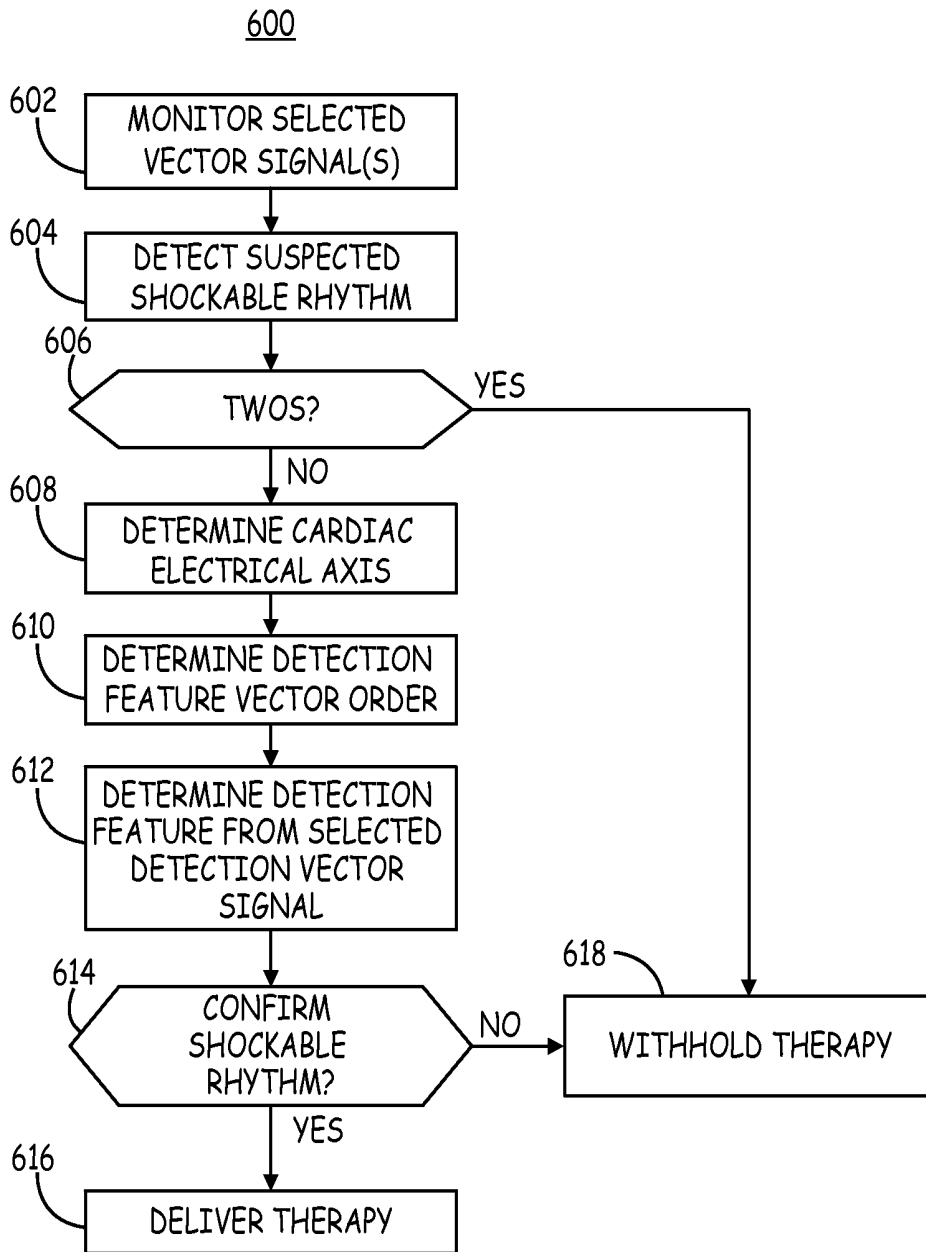 600
602
MONITOR SELECTED
VECTOR SIGNAL(S)
604
DETECT SUSPECTED
SHOCKABLE RHYTHM
606
TWOS?
YES
NO
608
DETERMINE CARDIAC
ELECTRICAL AXIS
610
DETERMINE DETECTION
FEATURE VECTOR ORDER
612
DETERMINE DETECTION
FEATURE FROM SELECTED
DETECTION VECTOR
SIGNAL
614
CONFIRM
SHOCKABLE
RHYTHM?
NO
618
WITHHOLD THERAPY
YES
616
DELIVER THERAPY